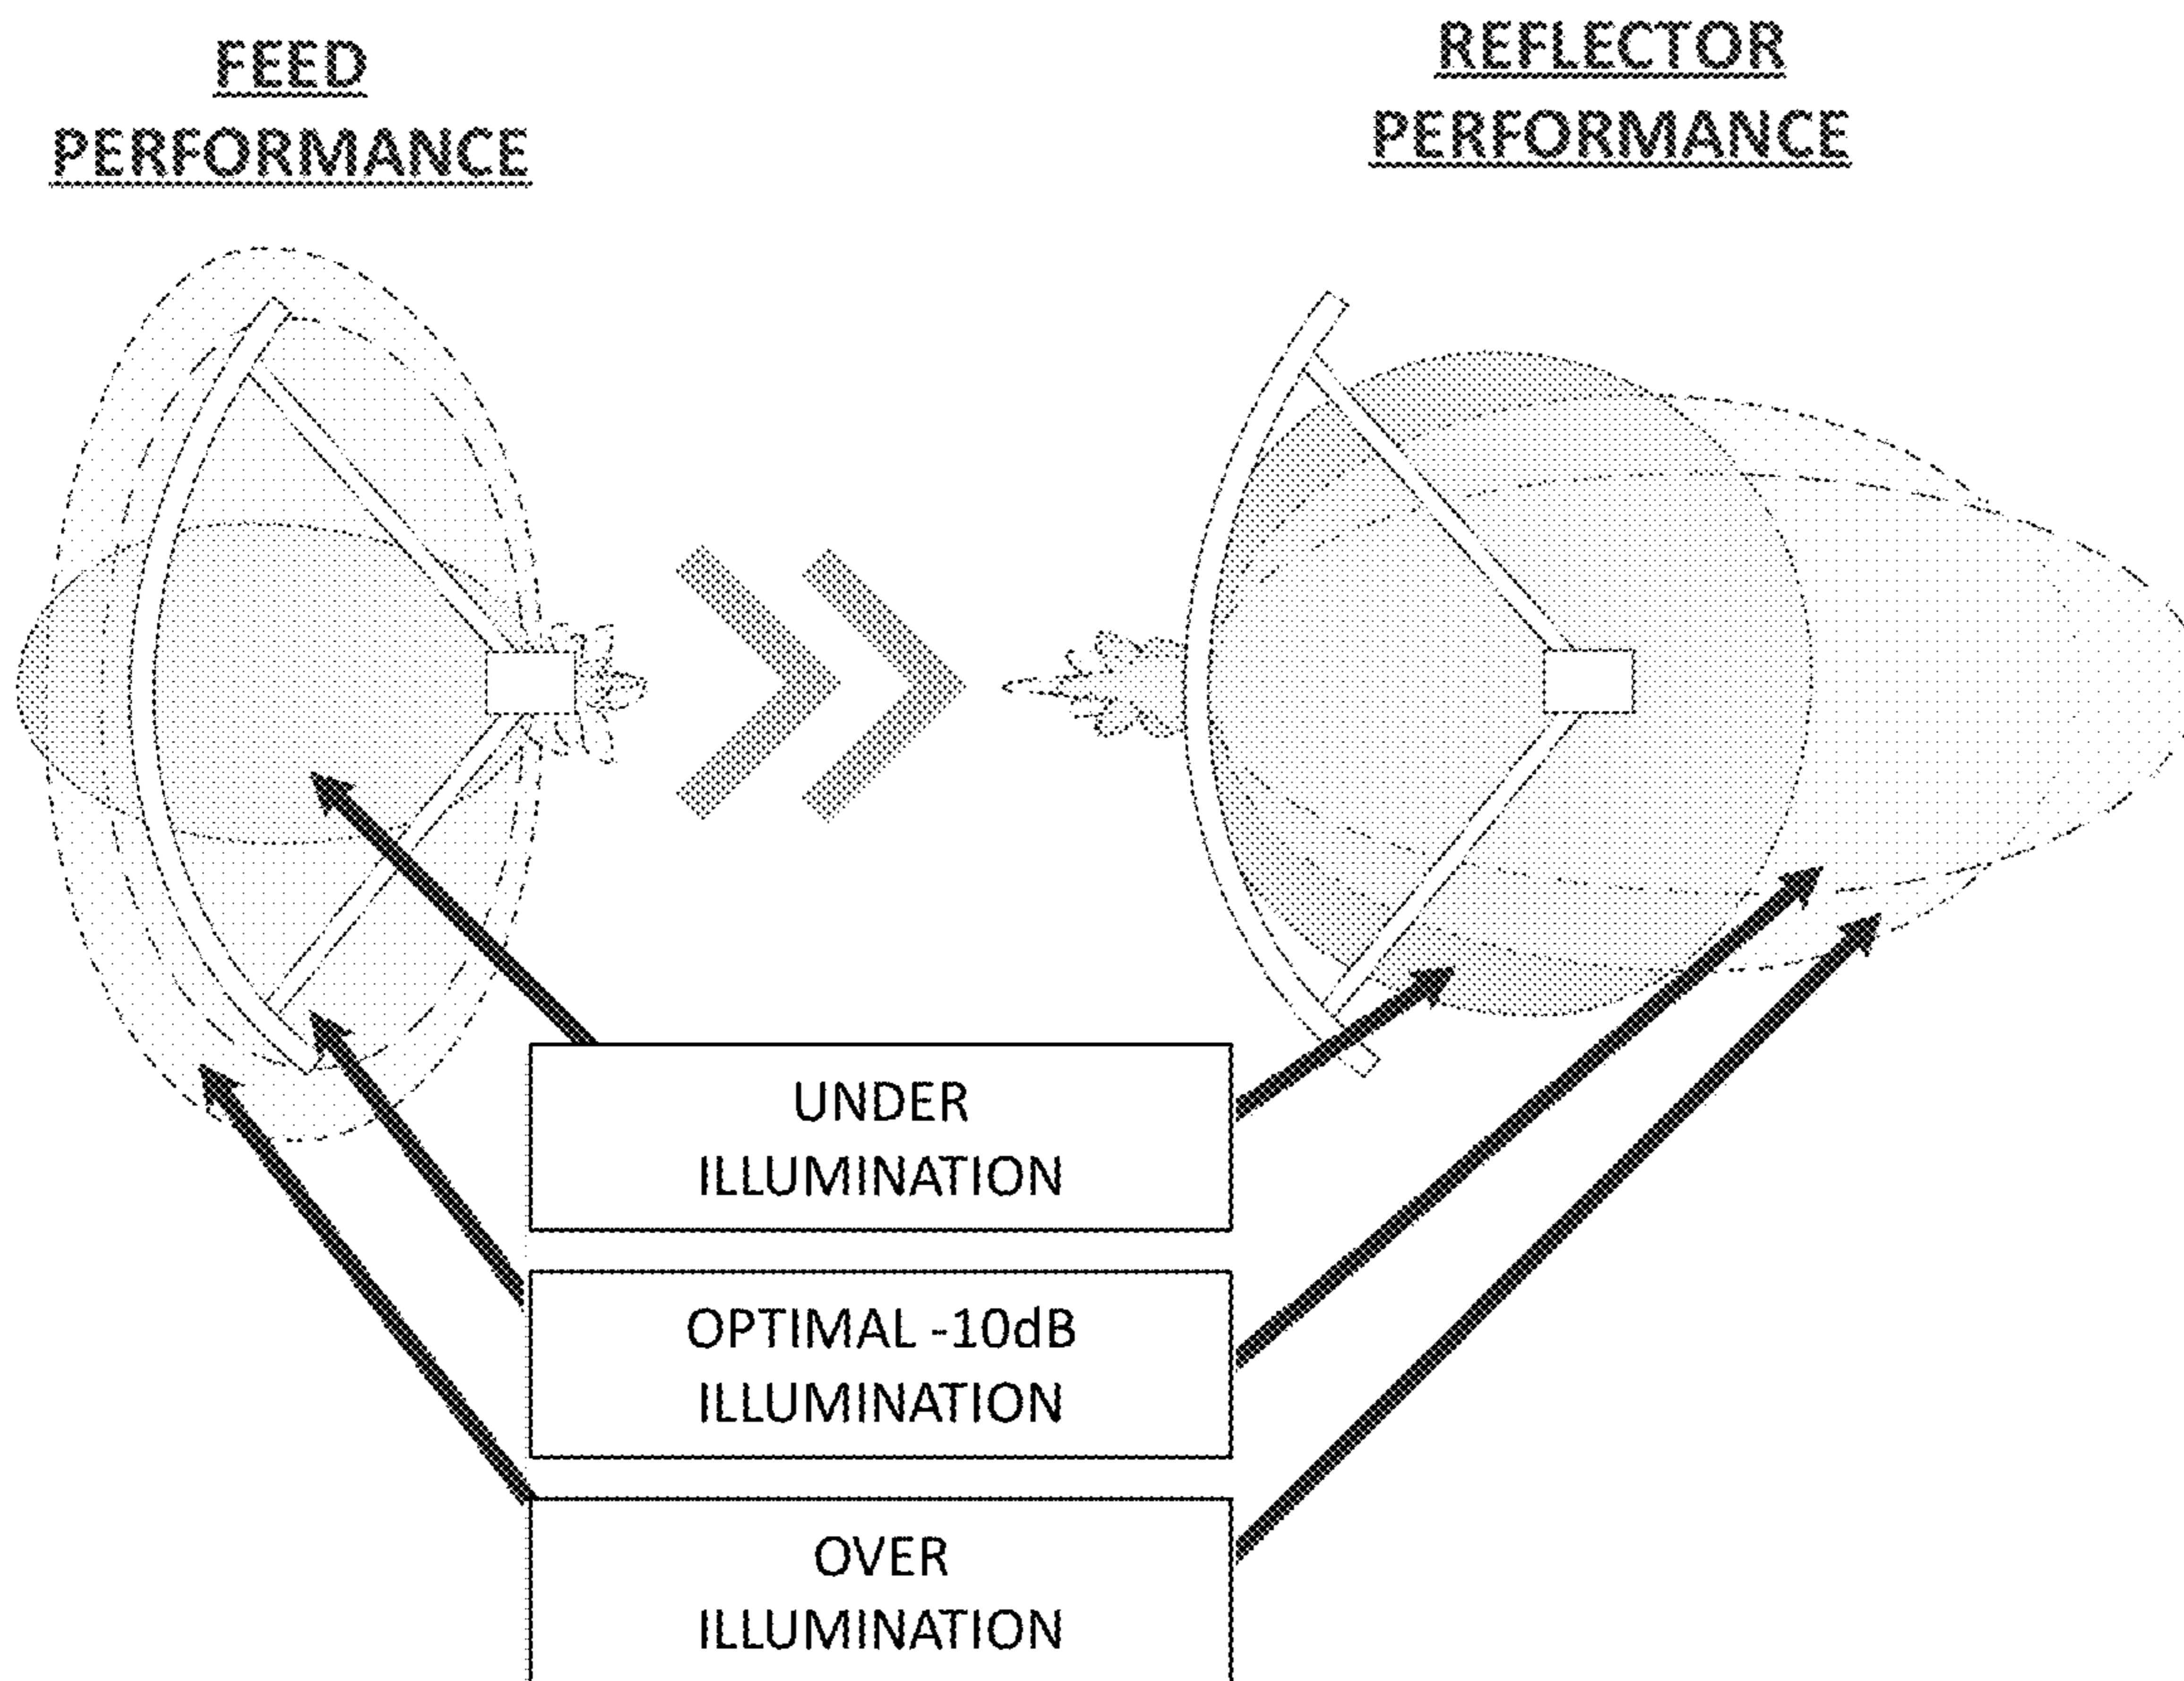 FEED
PERFORMANCE
REFLECTOR
PERFORMANCE
UNDER
ILLUMINATION
OPTIMAL -10dB
ILLUMINATION
OVER
ILLUMINATION